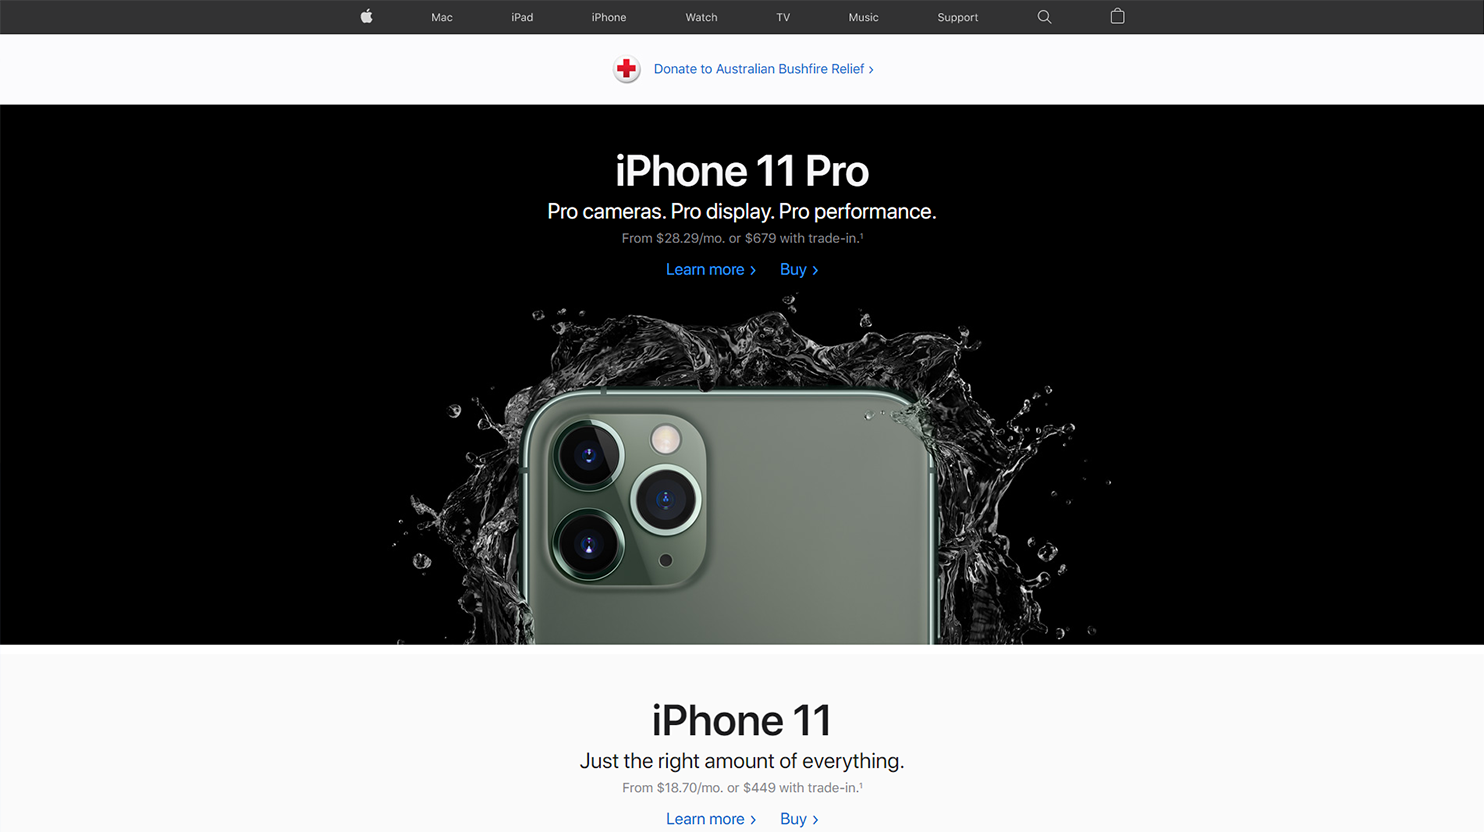 Mac iPad iPhone Watch TV Music Support
Donate to Australian Bushfire Relief >
iPhone 11 Pro
Pro cameras. Pro display. Pro performance.
From $28.29/mo. or $679 with trade-in.¹
Learn more > Buy >
iPhone 11
Just the right amount of everything.
From $18.70/mo. or $449 with trade-in.¹
Learn more > Buy >